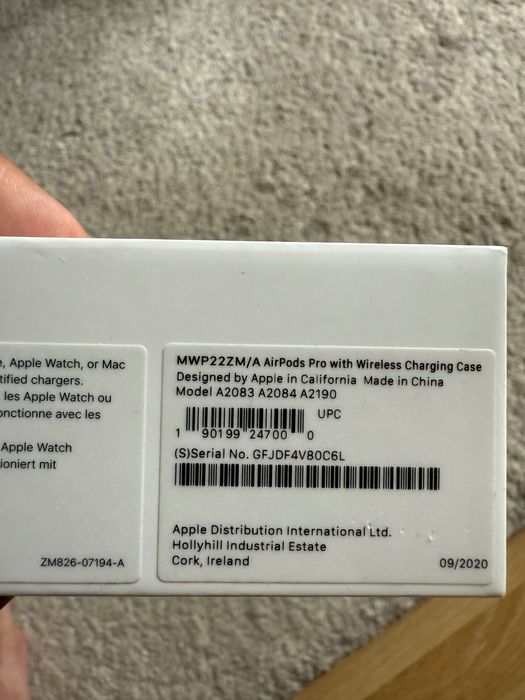 , Apple Watch, or Mac
tified chargers.
les Apple Watch ou
onctionne avec les
Apple Watch
ioniert mit
ZM826-07194-A
MWP22ZM/A AirPods Pro with Wireless Charging Case
Designed by Apple in California Made in China
Model A2083 A2084 A2190
UPC
1 90199 24700 0
(S)Serial No. GFJDF4V80C6L
Apple Distribution International Ltd.
Hollyhill Industrial Estate
Cork, Ireland
09/2020